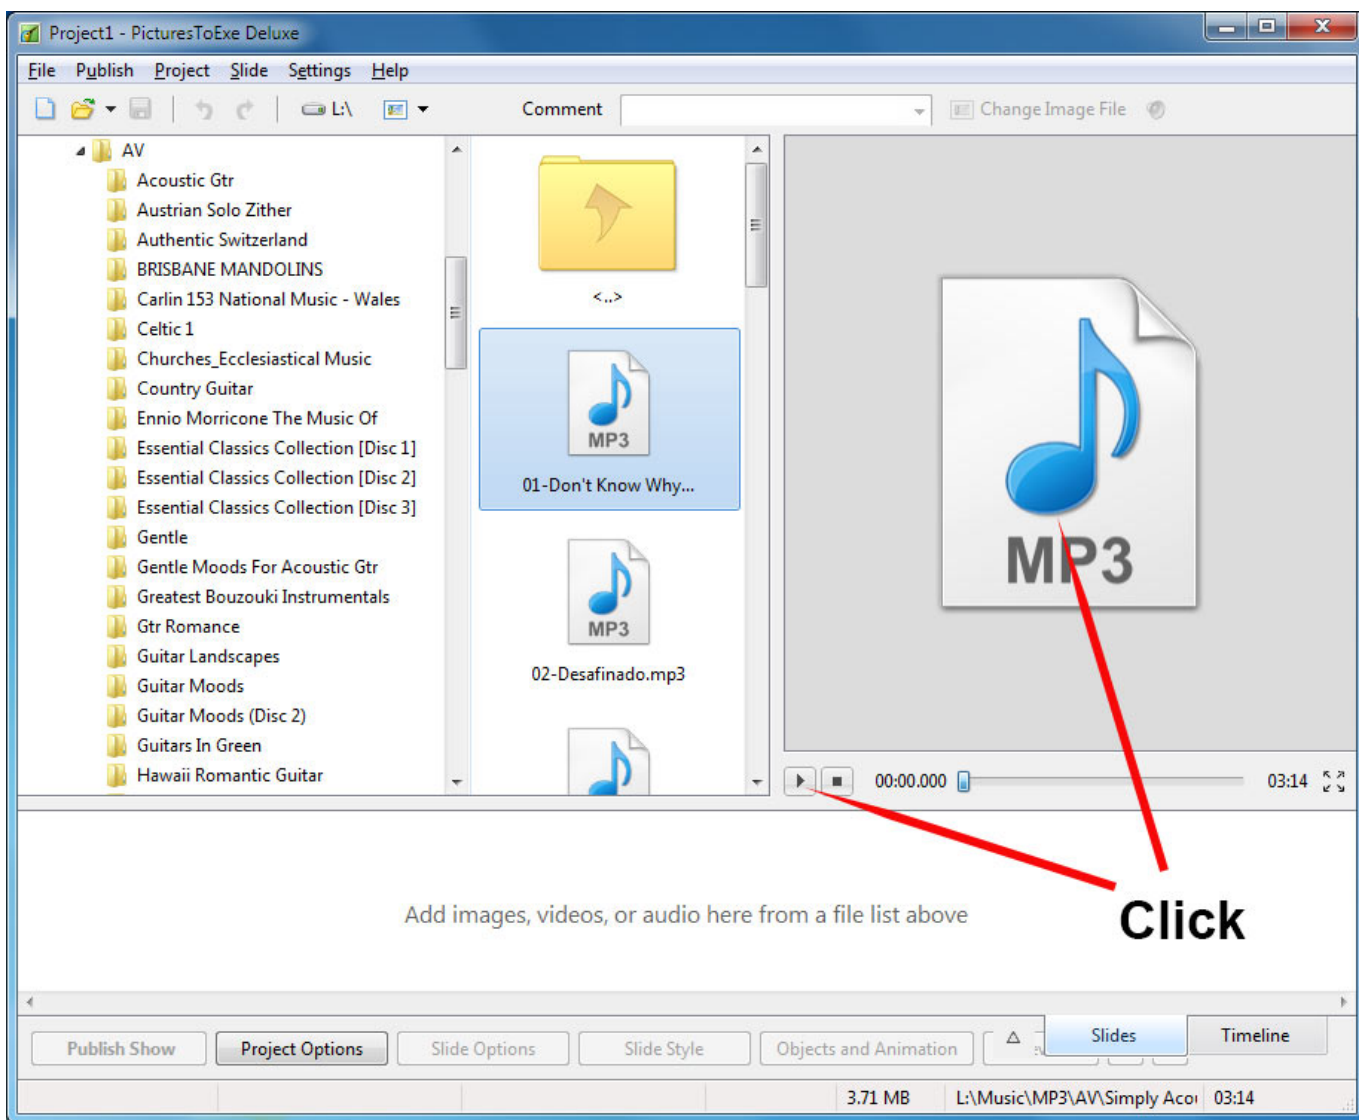 Project1 - PicturesToExe Deluxe
File Publish Project Slide Settings Help
L:\ Comment Change Image File
AV
Acoustic Gtr
Austrian Solo Zither
Authentic Switzerland
BRISBANE MANDOLINS
Carlin 153 National Music - Wales
Celtic 1
Churches_Ecclesiastical Music
Country Guitar
Ennio Morricone The Music Of
Essential Classics Collection [Disc 1]
Essential Classics Collection [Disc 2]
Essential Classics Collection [Disc 3]
Gentle
Gentle Moods For Acoustic Gtr
Greatest Bouzouki Instrumentals
Gtr Romance
Guitar Landscapes
Guitar Moods
Guitar Moods (Disc 2)
Guitars In Green
Hawaii Romantic Guitar
<..>
MP3
01-Don't Know Why...
MP3
02-Desafinado.mp3
MP3
00:00.000 03:14
Click
Add images, videos, or audio here from a file list above
Publish Show Project Options Slide Options Slide Style Objects and Animation Slides Timeline
3.71 MB L:\Music\MP3\AV\Simply Acou 03:14